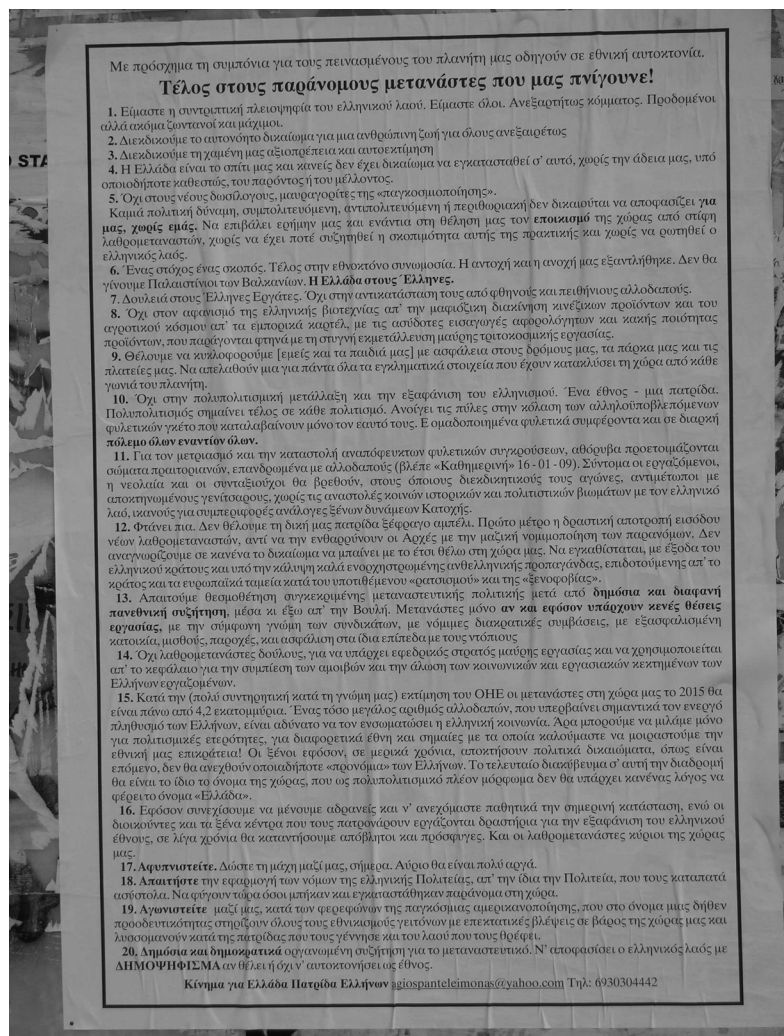 Με πρόσχημα τη συμπόνια για τους πεινασμένους του πλανήτη μας οδηγούν σε εθνική αυτοκτονία.
Τέλος στους παράνομους μετανάστες που μας πνίγουνε!
1. Είμαστε η συντριπτική πλειοψηφία του ελληνικού λαού. Είμαστε όλοι. Ανεξαρτήτως κόμματος. Προδομένοι
αλλά ακόμα ζωντανοί και μάχιμοι.
2. Διεκδικούμε το αυτονόητο δικαίωμα για μια ανθρώπινη ζωή για όλους ανεξαιρέτως
3. Διεκδικούμε τη χαμένη μας αξιοπρέπεια και αυτοεκτίμηση
4. Η Ελλάδα είναι το σπίτι μας και κανείς δεν έχει δικαίωμα να εγκατασταθεί σ' αυτό, χωρίς την άδεια μας, υπό
οποιοδήποτε καθεστώς, του παρόντος ή του μέλλοντος.
5. Όχι στους νέους δωσίλογους, μαυραγορίτες της «παγκοσμιοποίησης».
Καμιά πολιτική δύναμη, συμπολιτευόμενη, αντιπολιτευόμενη ή περιθωριακή δεν δικαιούται να αποφασίζει για
μας, χωρίς εμάς. Να επιβάλει ερήμην μας και ενάντια στη θέληση μας τον εποικισμό της χώρας από στίφη
λαθρομεταναστών, χωρίς να έχει ποτέ συζητηθεί η σκοπιμότητα αυτής της πρακτικής και χωρίς να ρωτηθεί ο
ελληνικός λαός.
6. Ένας στόχος ένας σκοπός. Τέλος στην εθνοκτόνο συνωμοσία. Η αντοχή και η ανοχή μας εξαντλήθηκε. Δεν θα
γίνουμε Παλαιστίνιοι των Βαλκανίων. Η Ελλάδα στους Έλληνες.
7. Δουλειά στους Έλληνες Εργάτες. Όχι στην αντικατάσταση τους από φθηνούς και πειθήνιους αλλοδαπούς.
8. Όχι στον αφανισμό της ελληνικής βιοτεχνίας απ' την μαφιόζικη διακίνηση κινέζικων προϊόντων και του
αγροτικού κόσμου απ' τα εμπορικά καρτέλ, με τις ασύδοτες εισαγωγές αφορολόγητων και κακής ποιότητας
προϊόντων, που παράγονται φτηνά με τη στυγνή εκμετάλλευση μαύρης τριτοκοσμικής εργασίας.
9. Θέλουμε να κυκλοφορούμε [εμείς και τα παιδιά μας] με ασφάλεια στους δρόμους μας, τα πάρκα μας και τις
πλατείες μας. Να απελαθούν μια για πάντα όλα τα εγκληματικά στοιχεία που έχουν κατακλύσει τη χώρα από κάθε
γωνιά του πλανήτη.
10. Όχι στην πολυπολιτισμική μετάλλαξη και την εξαφάνιση του ελληνισμού. Ένα έθνος - μια πατρίδα.
Πολυπολιτισμός σημαίνει τέλος σε κάθε πολιτισμό. Ανοίγει τις πύλες στην κόλαση των αλληλοϋποβλεπόμενων
φυλετικών γκέτο που καταλαβαίνουν μόνο τον εαυτό τους. Ε ομαδοποιημένα φυλετικά συμφέροντα και σε διαρκή
πόλεμο όλων εναντίον όλων.
11. Για τον μετριασμό και την καταστολή αναπόφευκτων φυλετικών συγκρούσεων, αθόρυβα προετοιμάζονται
σώματα πραιτοριανών, επανδρωμένα με αλλοδαπούς (βλέπε «Καθημερινή» 16 - 01 - 09). Σύντομα οι εργαζόμενοι,
η νεολαία και οι συνταξιούχοι θα βρεθούν, στους όποιους διεκδικητικούς τους αγώνες, αντιμέτωποι με
αποκτηνωμένους γενίτσαρους, χωρίς τις αναστολές κοινών ιστορικών και πολιτιστικών βιωμάτων με τον ελληνικό
λαό, ικανούς για συμπεριφορές ανάλογες ξένων δυνάμεων Κατοχής.
12. Φτάνει πια. Δεν θέλουμε τη δική μας πατρίδα ξέφραγο αμπέλι. Πρώτο μέτρο η δραστική αποτροπή εισόδου
νέων λαθρομεταναστών, αντί να την ενθαρρύνουν οι Αρχές με την μαζική νομιμοποίηση των παρανόμων. Δεν
αναγνωρίζουμε σε κανένα το δικαίωμα να μπαίνει με το έτσι θέλω στη χώρα μας. Να εγκαθίσταται, με έξοδα του
ελληνικού κράτους και υπό την κάλυψη καλά ενορχηστρωμένης ανθελληνικής προπαγάνδας, επιδοτούμενης απ' το
κράτος και τα ευρωπαϊκά ταμεία κατά του υποτιθέμενου «ρατσισμού» και της «ξενοφοβίας».
13. Απαιτούμε θεσμοθέτηση συγκεκριμένης μεταναστευτικής πολιτικής μετά από δημόσια και διαφανή
πανεθνική συζήτηση, μέσα κι έξω απ' την Βουλή. Μετανάστες μόνο αν και εφόσον υπάρχουν κενές θέσεις
εργασίας, με την σύμφωνη γνώμη των συνδικάτων, με νόμιμες διακρατικές συμβάσεις, με εξασφαλισμένη
κατοικία, μισθούς, παροχές, και ασφάλιση στα ίδια επίπεδα με τους ντόπιους
14. Όχι λαθρομετανάστες δούλους, για να υπάρχει εφεδρικός στρατός μαύρης εργασίας και να χρησιμοποιείται
απ' το κεφάλαιο για την συμπίεση των αμοιβών και την άλωση των κοινωνικών και εργασιακών κεκτημένων των
Ελλήνων εργαζομένων.
15. Κατά την (πολύ συντηρητική κατά τη γνώμη μας) εκτίμηση του ΟΗΕ οι μετανάστες στη χώρα μας το 2015 θα
είναι πάνω από 4,2 εκατομμύρια. Ένας τόσο μεγάλος αριθμός αλλοδαπών, που υπερβαίνει σημαντικά τον ενεργό
πληθυσμό των Ελλήνων, είναι αδύνατο να τον ενσωματώσει η ελληνική κοινωνία. Άρα μπορούμε να μιλάμε μόνο
για πολιτισμικές ετερότητες, για διαφορετικά έθνη και σημαίες με τα οποία καλούμαστε να μοιραστούμε την
εθνική μας επικράτεια! Οι ξένοι εφόσον, σε μερικά χρόνια, αποκτήσουν πολιτικά δικαιώματα, όπως είναι
επόμενο, δεν θα ανεχθούν οποιαδήποτε «προνόμια» των Ελλήνων. Το τελευταίο διακύβευμα σ' αυτή την διαδρομή
θα είναι το ίδιο το όνομα της χώρας, που ως πολυπολιτισμικό πλέον μόρφωμα δεν θα υπάρχει κανένας λόγος να
φέρει το όνομα «Ελλάδα».
16. Εφόσον συνεχίσουμε να μένουμε αδρανείς και ν' ανεχόμαστε παθητικά την σημερινή κατάσταση, ενώ οι
διοικούντες και τα ξένα κέντρα που τους πατρονάρουν εργάζονται δραστήρια για την εξαφάνιση του ελληνικού
έθνους, σε λίγα χρόνια θα καταντήσουμε απόβλητοι και πρόσφυγες. Και οι λαθρομετανάστες κύριοι της χώρας
μας.
17. Αφυπνιστείτε. Δώστε τη μάχη μαζί μας, σήμερα. Αύριο θα είναι πολύ αργά.
18. Απαιτήστε την εφαρμογή των νόμων της ελληνικής Πολιτείας, απ' την ίδια την Πολιτεία, που τους καταπατά
ασύστολα. Να φύγουν τώρα όσοι μπήκαν και εγκαταστάθηκαν παράνομα στη χώρα.
19. Αγωνιστείτε μαζί μας, κατά των φερεφώνων της παγκόσμιας αμερικανοποίησης, που στο όνομα μιας δήθεν
προοδευτικότητας στηρίζουν όλους τους εθνικισμούς γειτόνων με επεκτατικές βλέψεις σε βάρος της χώρας μας και
λυσσομανούν κατά της πατρίδας που τους γέννησε και του λαού που τους θρέφει.
20. Δημόσια και δημοκρατικά οργανωμένη συζήτηση για το μεταναστευτικό. Ν' αποφασίσει ο ελληνικός λαός με
ΔΗΜΟΨΗΦΙΣΜΑ αν θέλει ή όχι ν' αυτοκτονήσει ως έθνος.
Κίνημα για Ελλάδα Πατρίδα Ελλήνων agiospanteleimonas@yahoo.com Τηλ: 6930304442